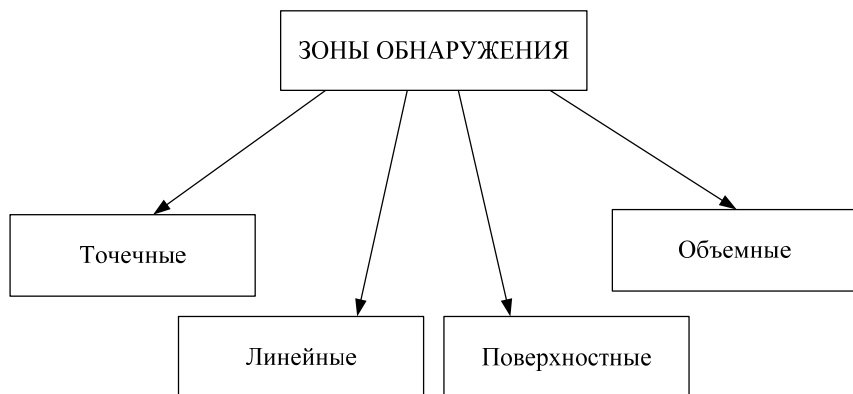 ЗОНЫ ОБНАРУЖЕНИЯ
Точечные
Объемные
Линейные
Поверхностные